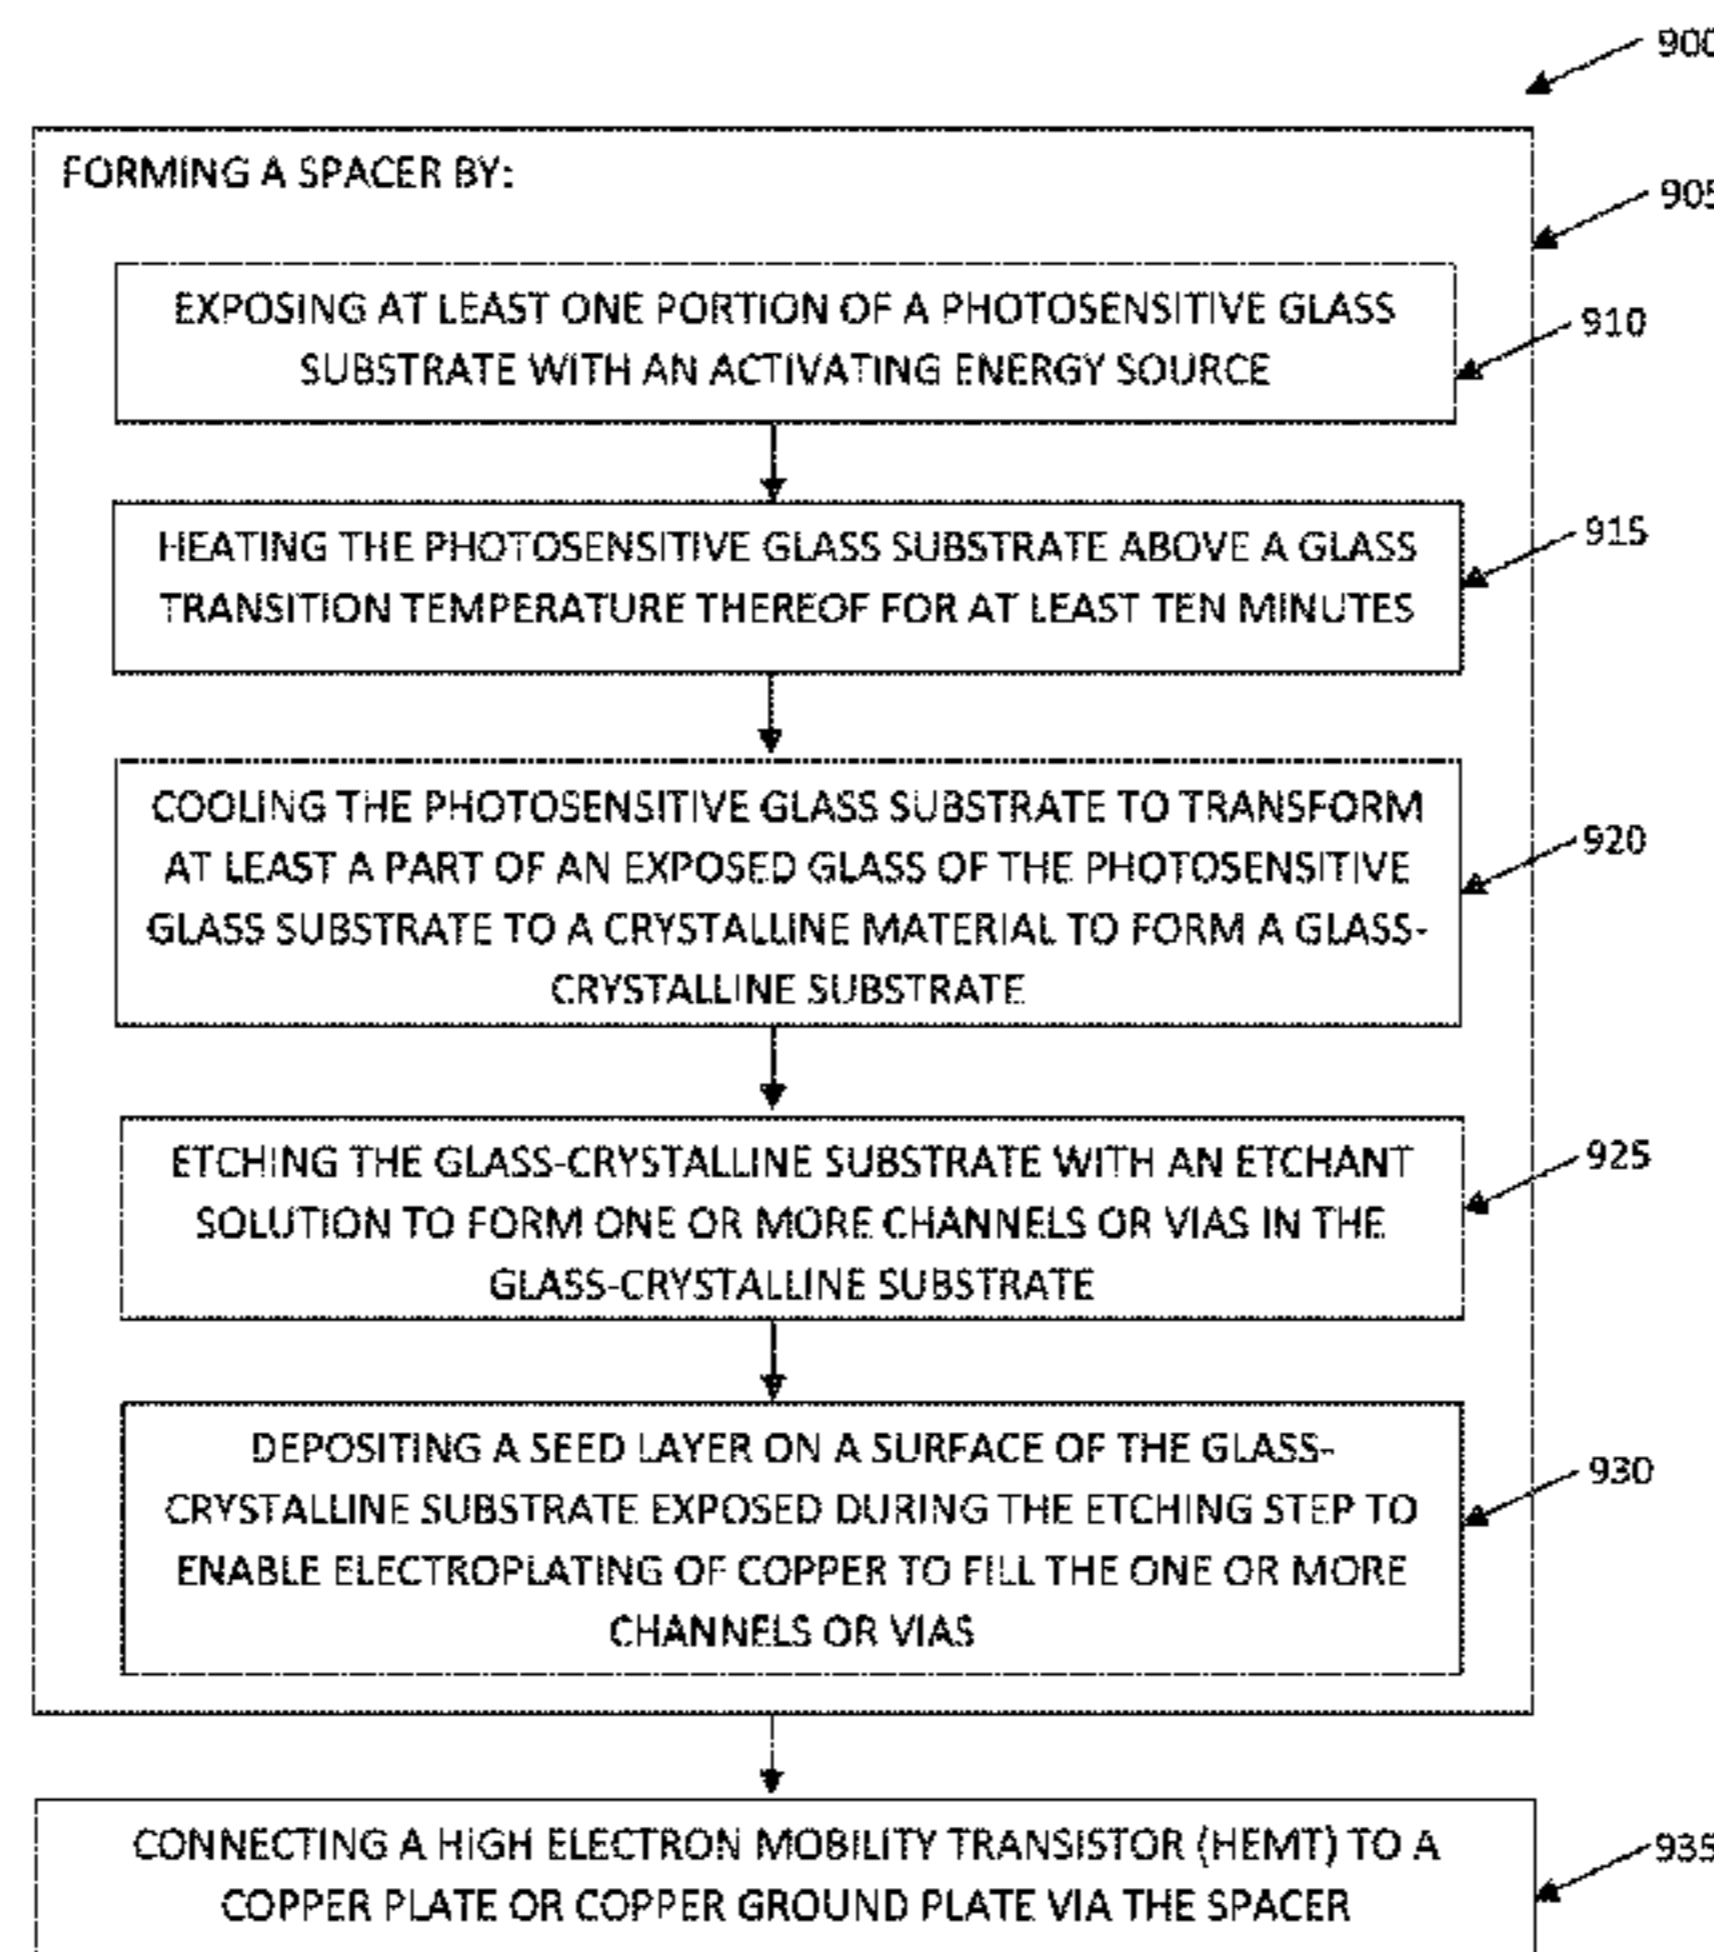 900
FORMING A SPACER BY:
905
EXPOSING AT LEAST ONE PORTION OF A PHOTOSENSITIVE GLASS
SUBSTRATE WITH AN ACTIVATING ENERGY SOURCE
910
HEATING THE PHOTOSENSITIVE GLASS SUBSTRATE ABOVE A GLASS
TRANSITION TEMPERATURE THEREOF FOR AT LEAST TEN MINUTES
915
COOLING THE PHOTOSENSITIVE GLASS SUBSTRATE TO TRANSFORM
AT LEAST A PART OF AN EXPOSED GLASS OF THE PHOTOSENSITIVE
GLASS SUBSTRATE TO A CRYSTALLINE MATERIAL TO FORM A GLASS-
CRYSTALLINE SUBSTRATE
920
ETCHING THE GLASS-CRYSTALLINE SUBSTRATE WITH AN ETCHANT
SOLUTION TO FORM ONE OR MORE CHANNELS OR VIAS IN THE
GLASS-CRYSTALLINE SUBSTRATE
925
DEPOSITING A SEED LAYER ON A SURFACE OF THE GLASS-
CRYSTALLINE SUBSTRATE EXPOSED DURING THE ETCHING STEP TO
ENABLE ELECTROPLATING OF COPPER TO FILL THE ONE OR MORE
CHANNELS OR VIAS
930
CONNECTING A HIGH ELECTRON MOBILITY TRANSISTOR (HEMT) TO A
COPPER PLATE OR COPPER GROUND PLATE VIA THE SPACER
935